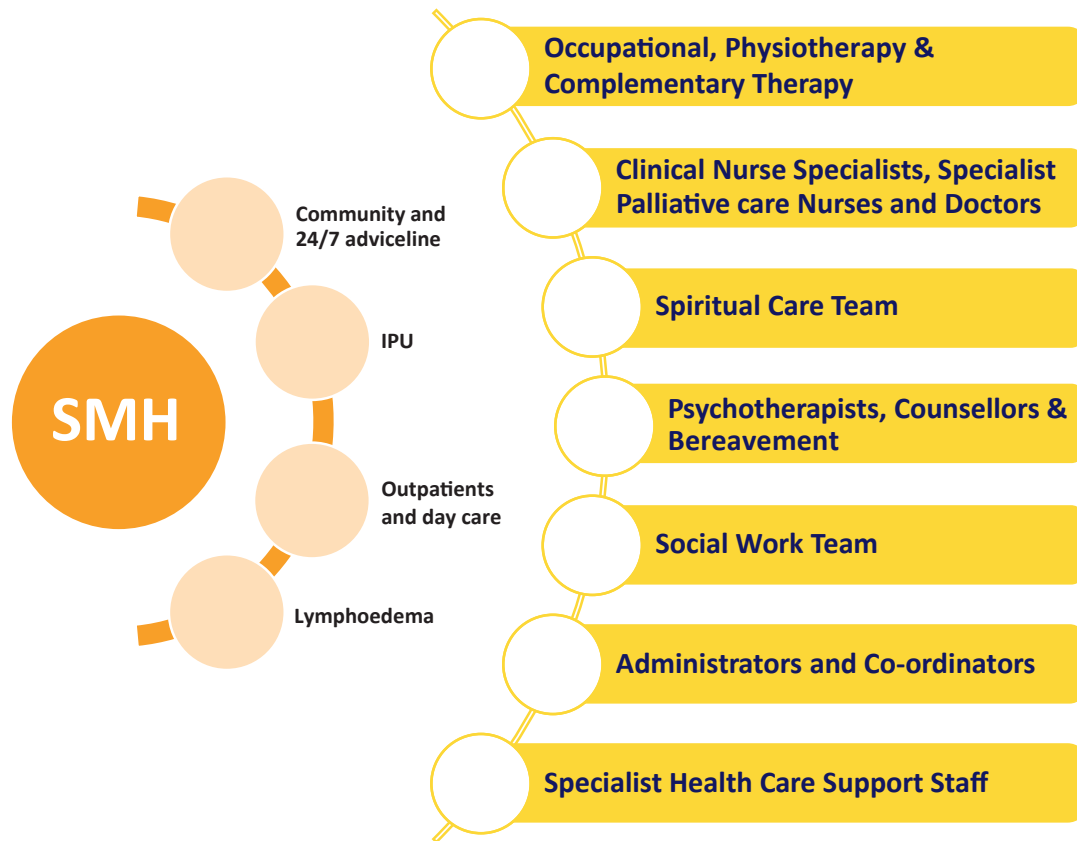 SMH
Community and
24/7 adviceline
IPU
Outpatients
and day care
Lymphoedema
Occupational, Physiotherapy &
Complementary Therapy
Clinical Nurse Specialists, Specialist
Palliative care Nurses and Doctors
Spiritual Care Team
Psychotherapists, Counsellors &
Bereavement
Social Work Team
Administrators and Co-ordinators
Specialist Health Care Support Staff